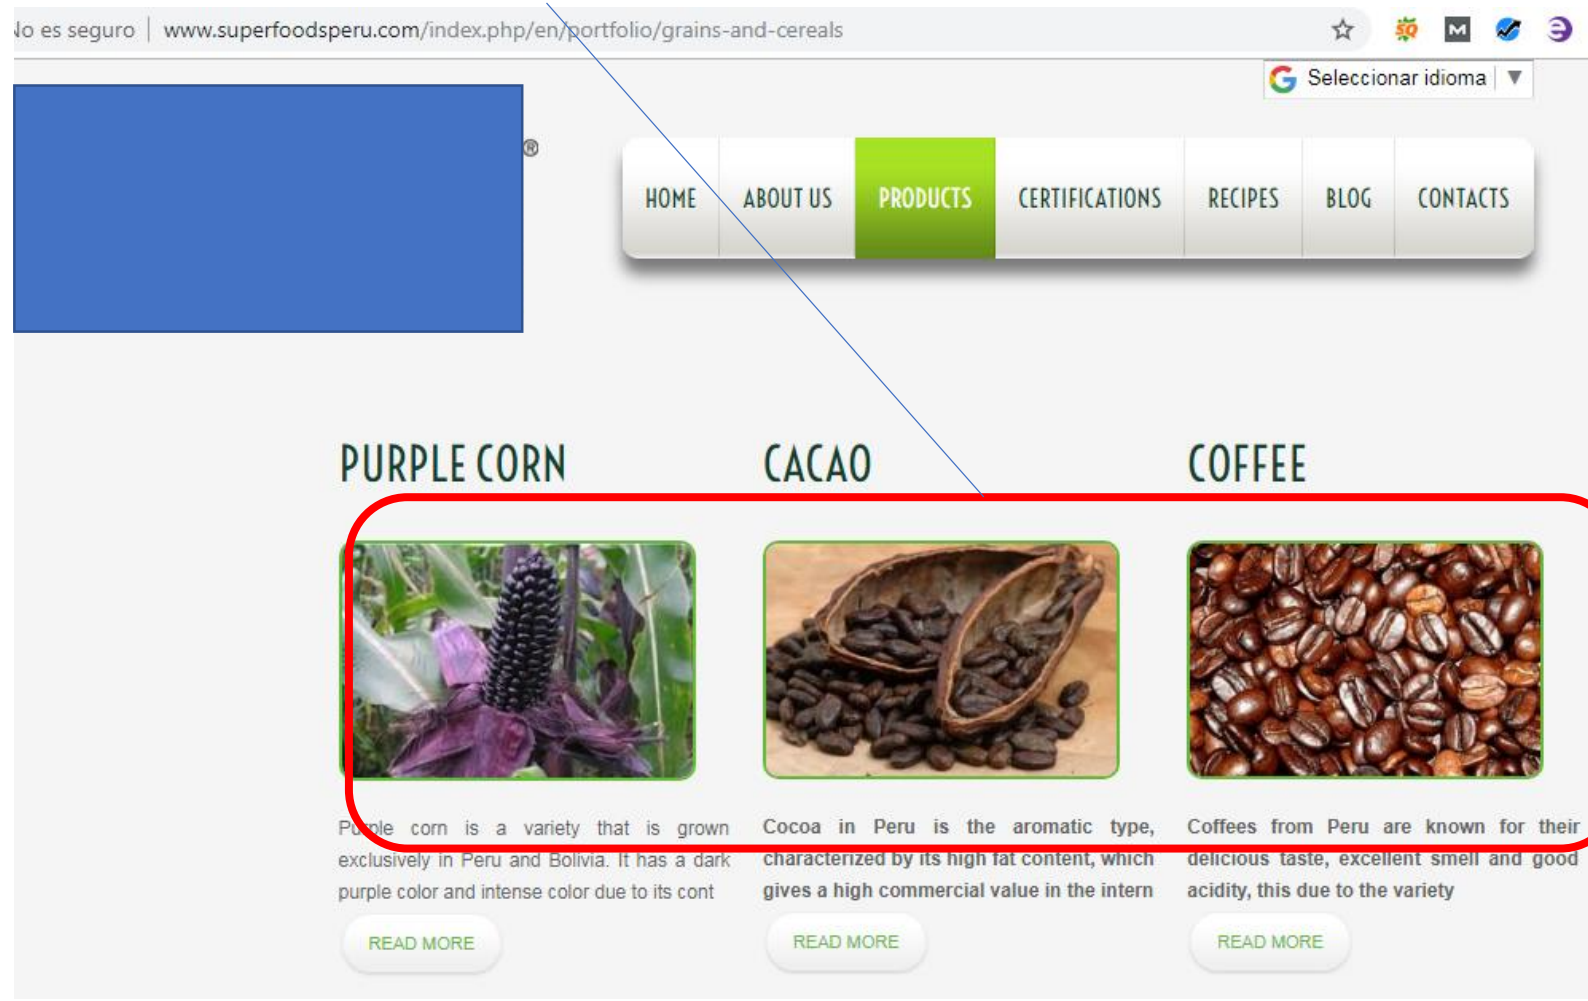 No es seguro | www.superfoodsperu.com/index.php/en/portfolio/grains-and-cereals
Seleccionar idioma ▼
®
HOME ABOUT US PRODUCTS CERTIFICATIONS RECIPES BLOG CONTACTS
PURPLE CORN
Purple corn is a variety that is grown
exclusively in Peru and Bolivia. It has a dark
purple color and intense color due to its cont
READ MORE
CACAO
Cocoa in Peru is the aromatic type,
characterized by its high fat content, which
gives a high commercial value in the intern
READ MORE
COFFEE
Coffees from Peru are known for their
delicious taste, excellent smell and good
acidity, this due to the variety
READ MORE